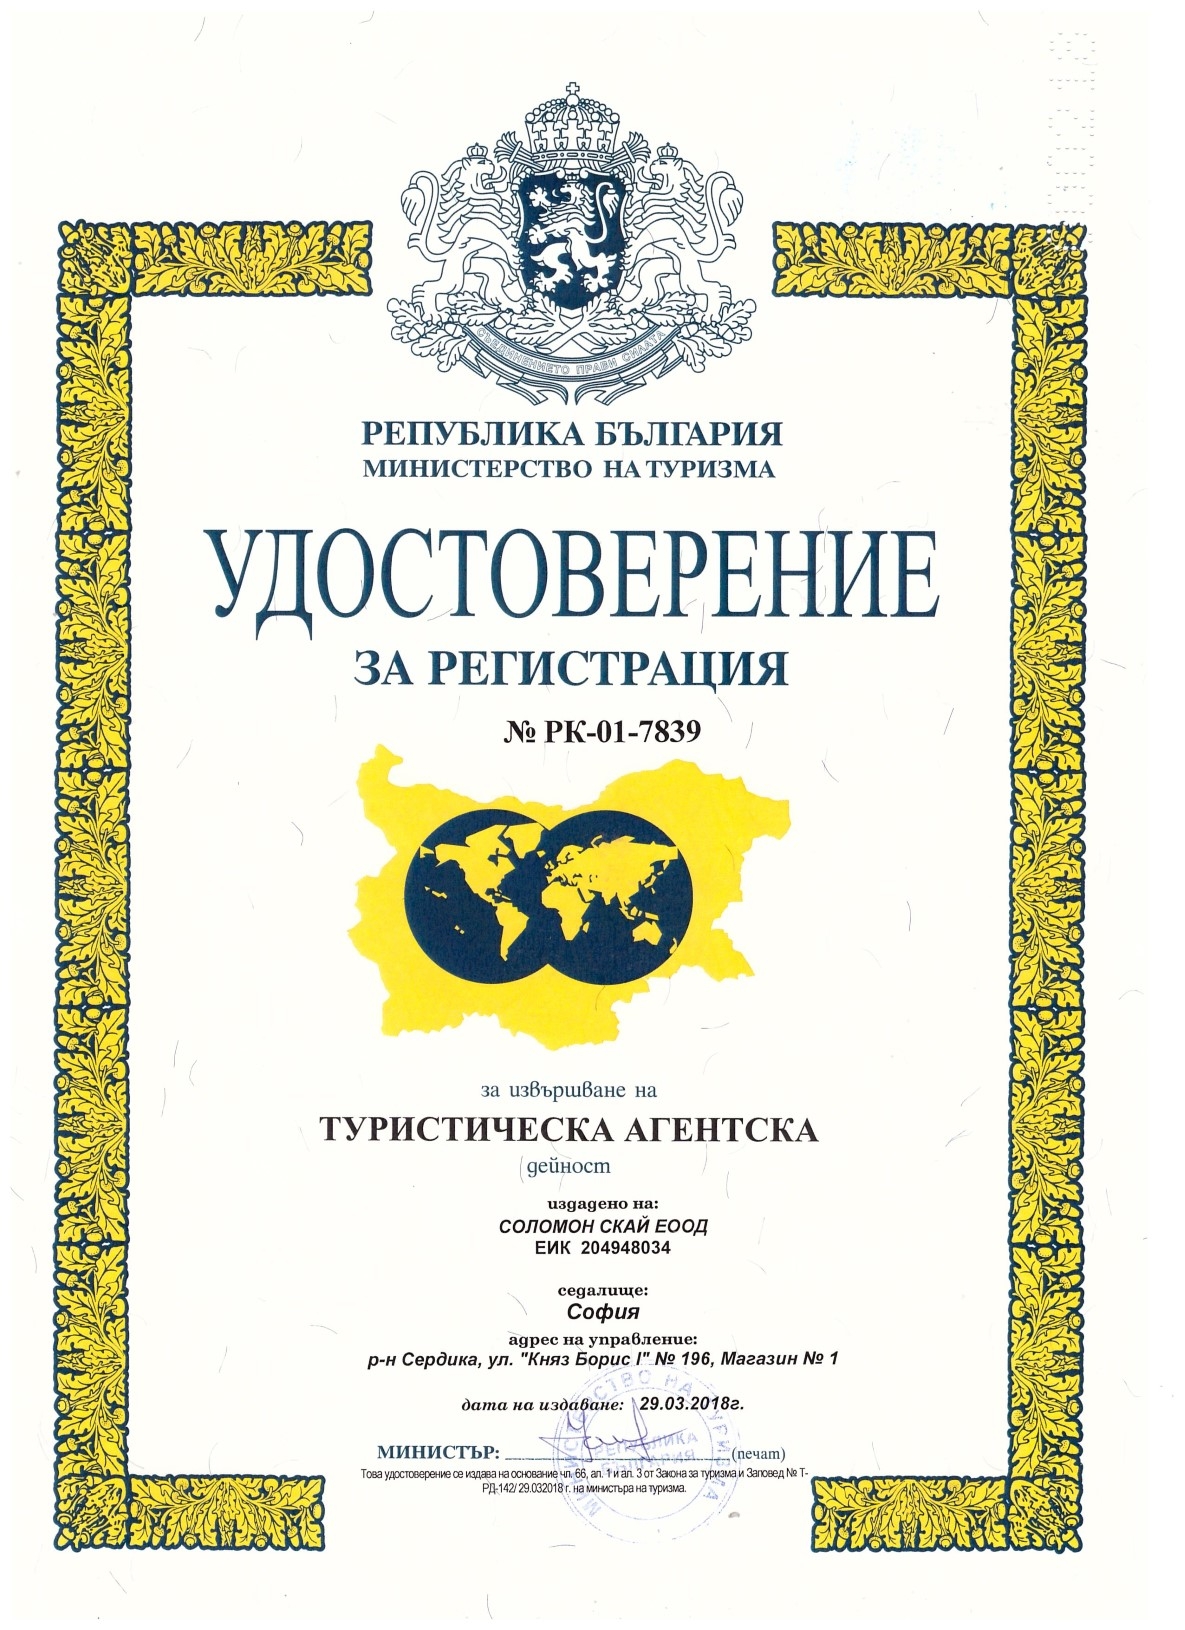 СЪЕДИНЕНИЕТО ПРАВИ СИЛАТА
РЕПУБЛИКА БЪЛГАРИЯ
МИНИСТЕРСТВО НА ТУРИЗМА
УДОСТОВЕРЕНИЕ
ЗА РЕГИСТРАЦИЯ
№ РК-01-7839
за извършване на
ТУРИСТИЧЕСКА АГЕНТСКА
дейност
издадено на:
СОЛОМОН СКАЙ ЕООД
ЕИК 204948034
седалище:
София
адрес на управление:
р-н Сердика, ул. "Княз Борис I" № 196, Магазин № 1
дата на издаване: 29.03.2018г.
МИНИСТЪР: (печат)
Това удостоверение се издава на основание чл. 66, ал. 1 и ал. 3 от Закона за туризма и Заповед № Т-
РД-142/ 29.032018 г. на министъра на туризма.
МИНИСТЕРСТВО НА ТУРИЗМА
РЕПУБЛИКА
БЪЛГАРИЯ